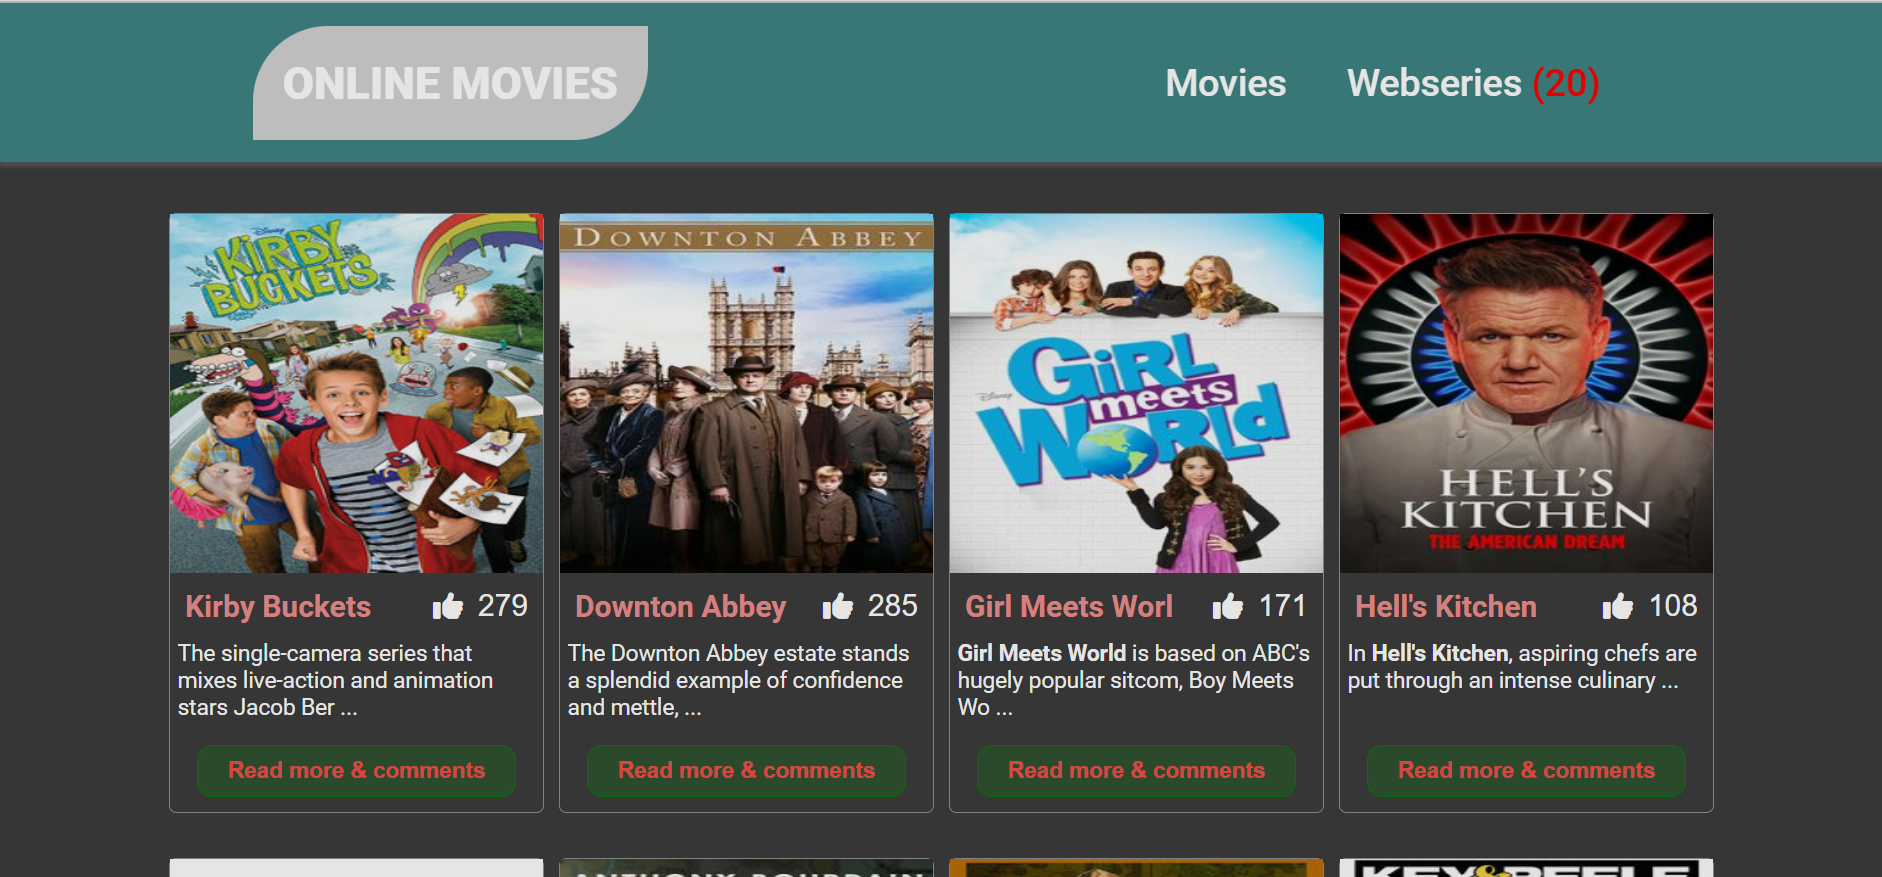 ONLINE MOVIES
Movies
Webseries (20)
Disney
KIRBY
BUCKETS
DOWNTON ABBEY
Disney
GIRL
meets
WORLD
HELL'S
KITCHEN
THE AMERICAN DREAM
Kirby Buckets 279
The single-camera series that
mixes live-action and animation
stars Jacob Ber ...
Read more & comments
Downton Abbey 285
The Downton Abbey estate stands
a splendid example of confidence
and mettle, ...
Read more & comments
Girl Meets Worl 171
Girl Meets World is based on ABC's
hugely popular sitcom, Boy Meets
Wo ...
Read more & comments
Hell's Kitchen 108
In Hell's Kitchen, aspiring chefs are
put through an intense culinary ...
Read more & comments
ANTHONY BOURDAIN
KEY & PEELE